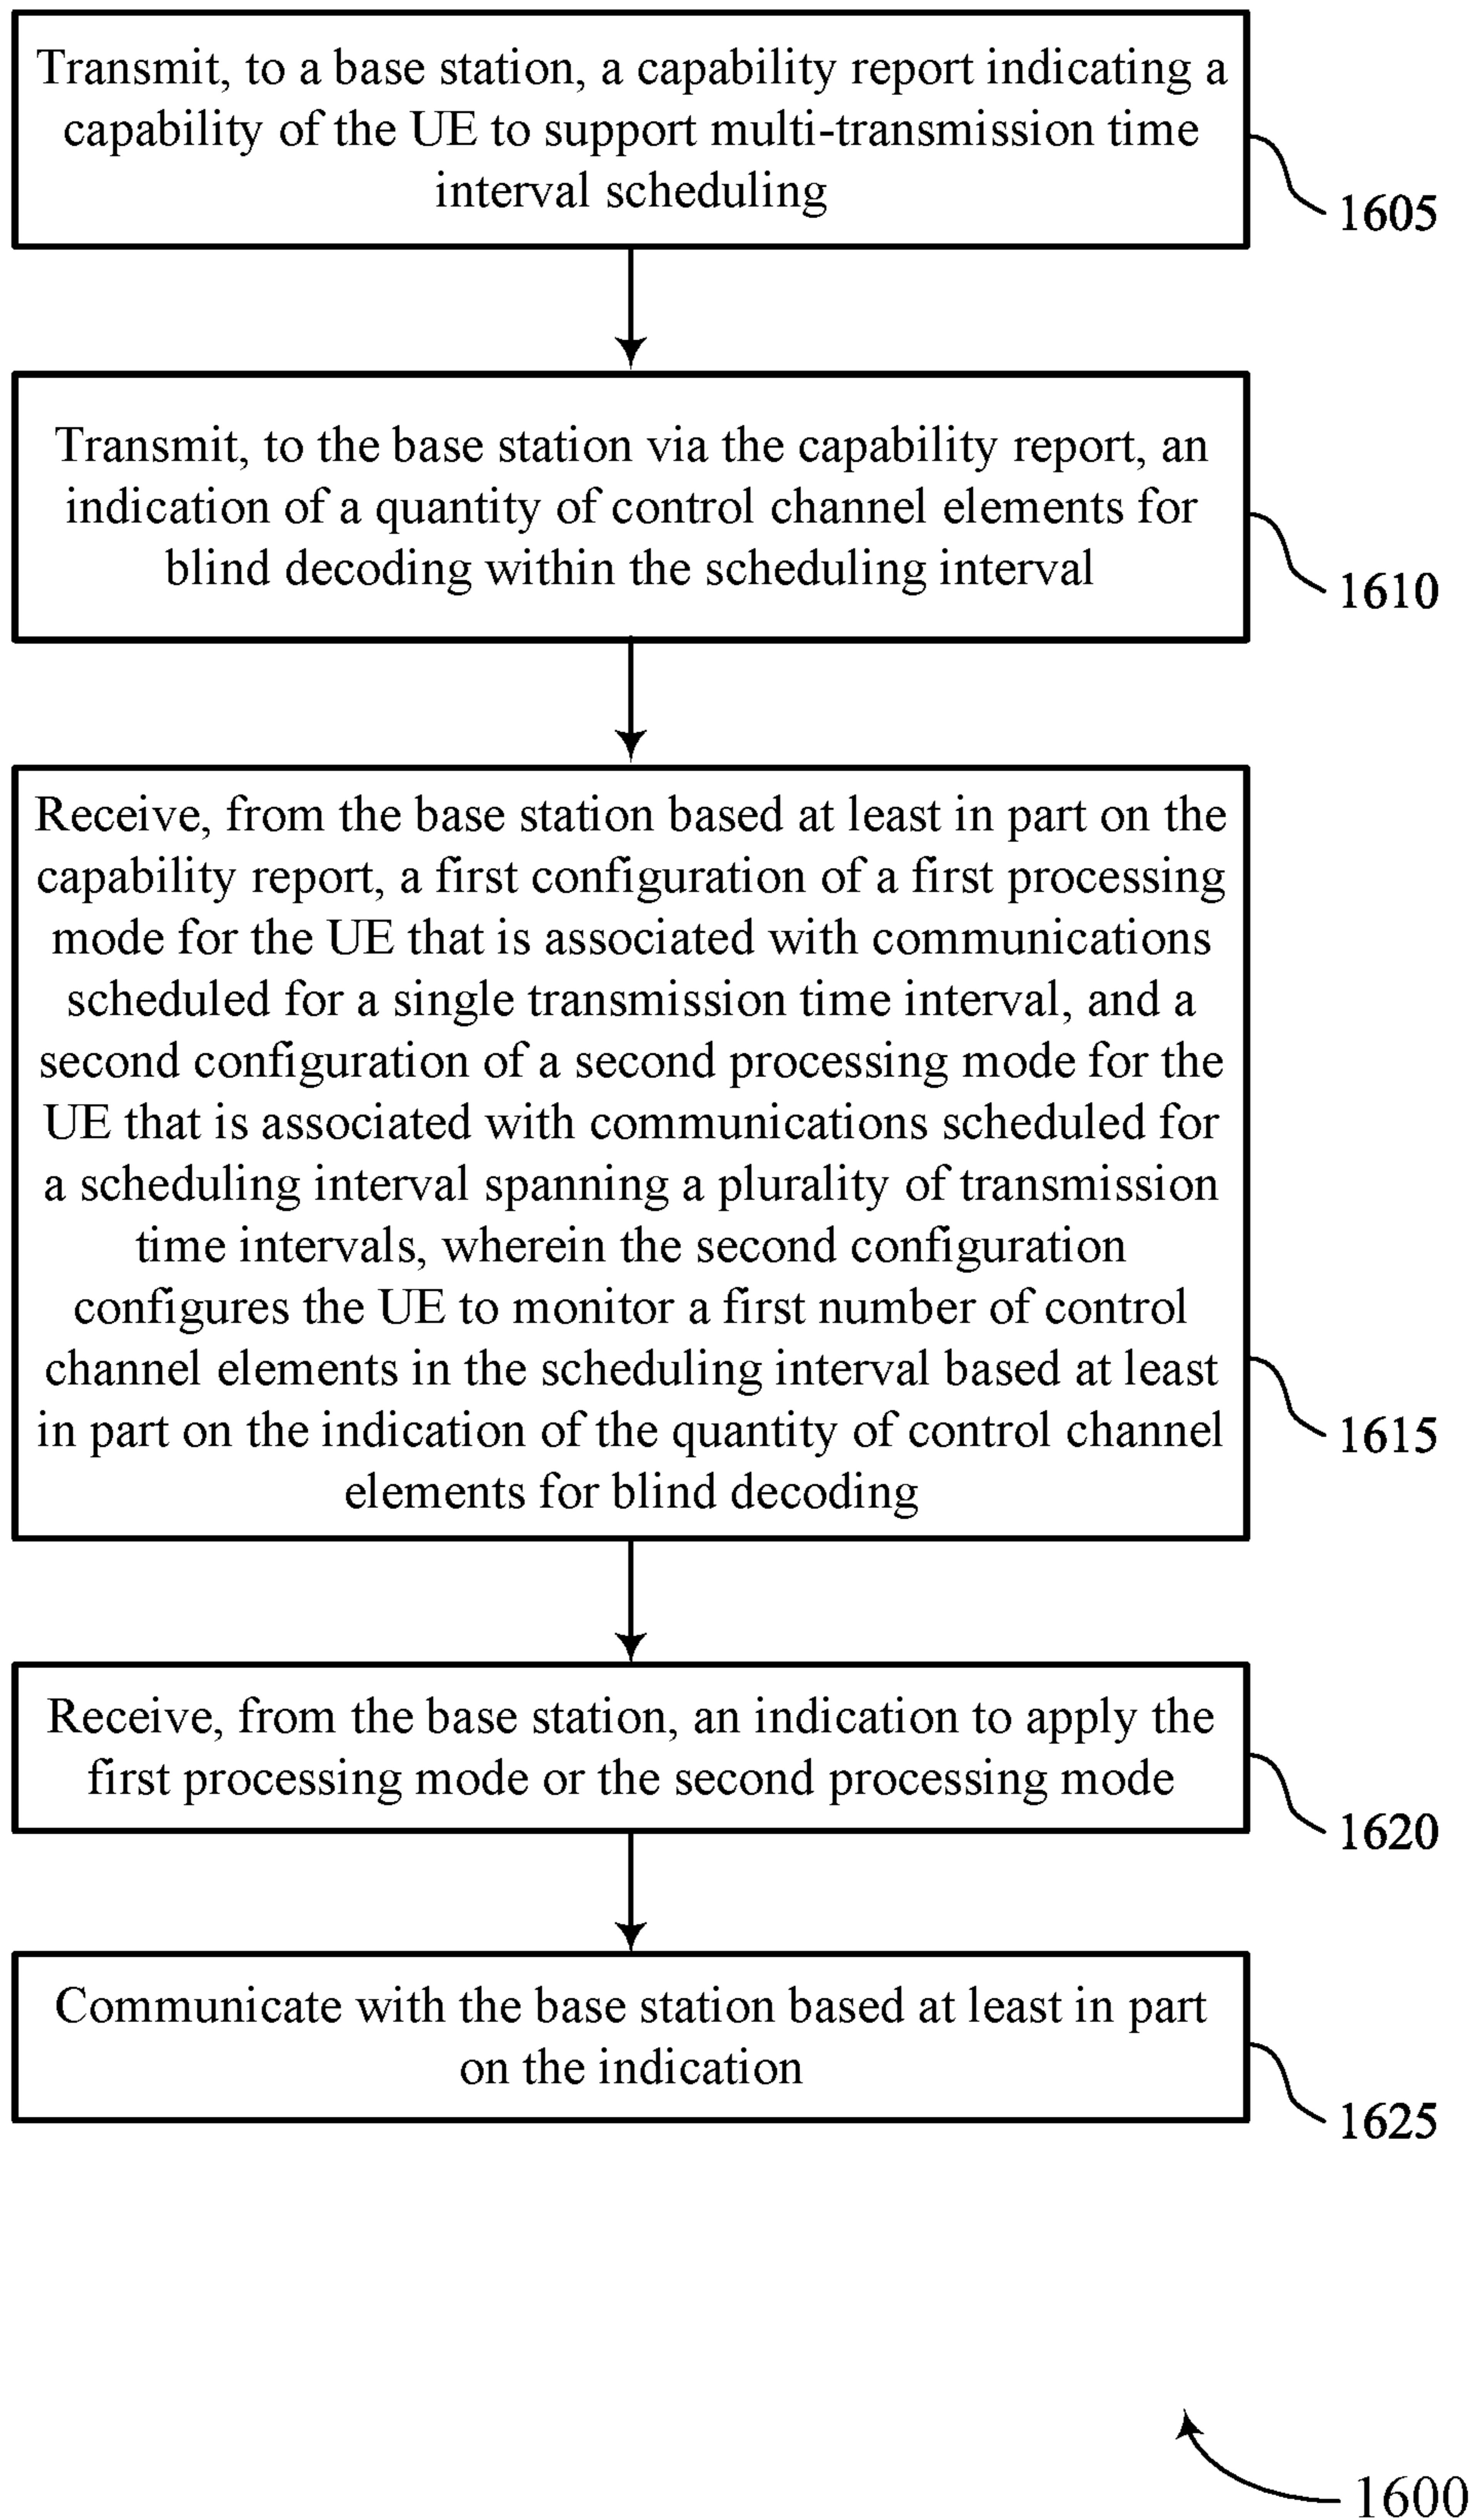 Transmit, to a base station, a capability report indicating a
capability of the UE to support multi-transmission time
interval scheduling
1605
Transmit, to the base station via the capability report, an
indication of a quantity of control channel elements for
blind decoding within the scheduling interval
1610
Receive, from the base station based at least in part on the
capability report, a first configuration of a first processing
mode for the UE that is associated with communications
scheduled for a single transmission time interval, and a
second configuration of a second processing mode for the
UE that is associated with communications scheduled for
a scheduling interval spanning a plurality of transmission
time intervals, wherein the second configuration
configures the UE to monitor a first number of control
channel elements in the scheduling interval based at least
in part on the indication of the quantity of control channel
elements for blind decoding
1615
Receive, from the base station, an indication to apply the
first processing mode or the second processing mode
1620
Communicate with the base station based at least in part
on the indication
1625
1600